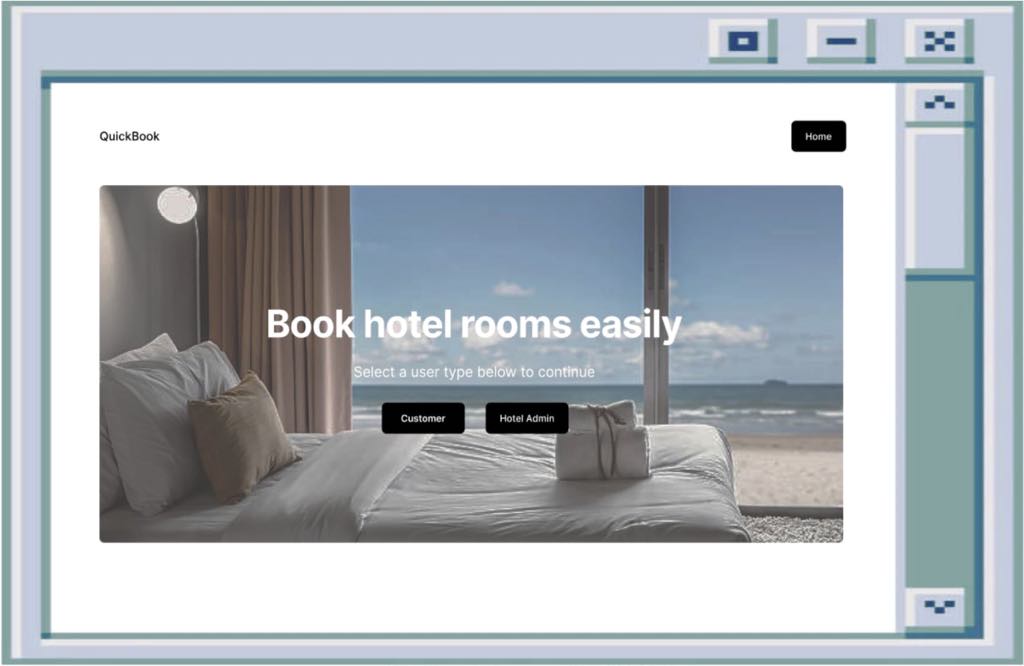 QuickBook
Home
Book hotel rooms easily
Select a user type below to continue
Customer
Hotel Admin